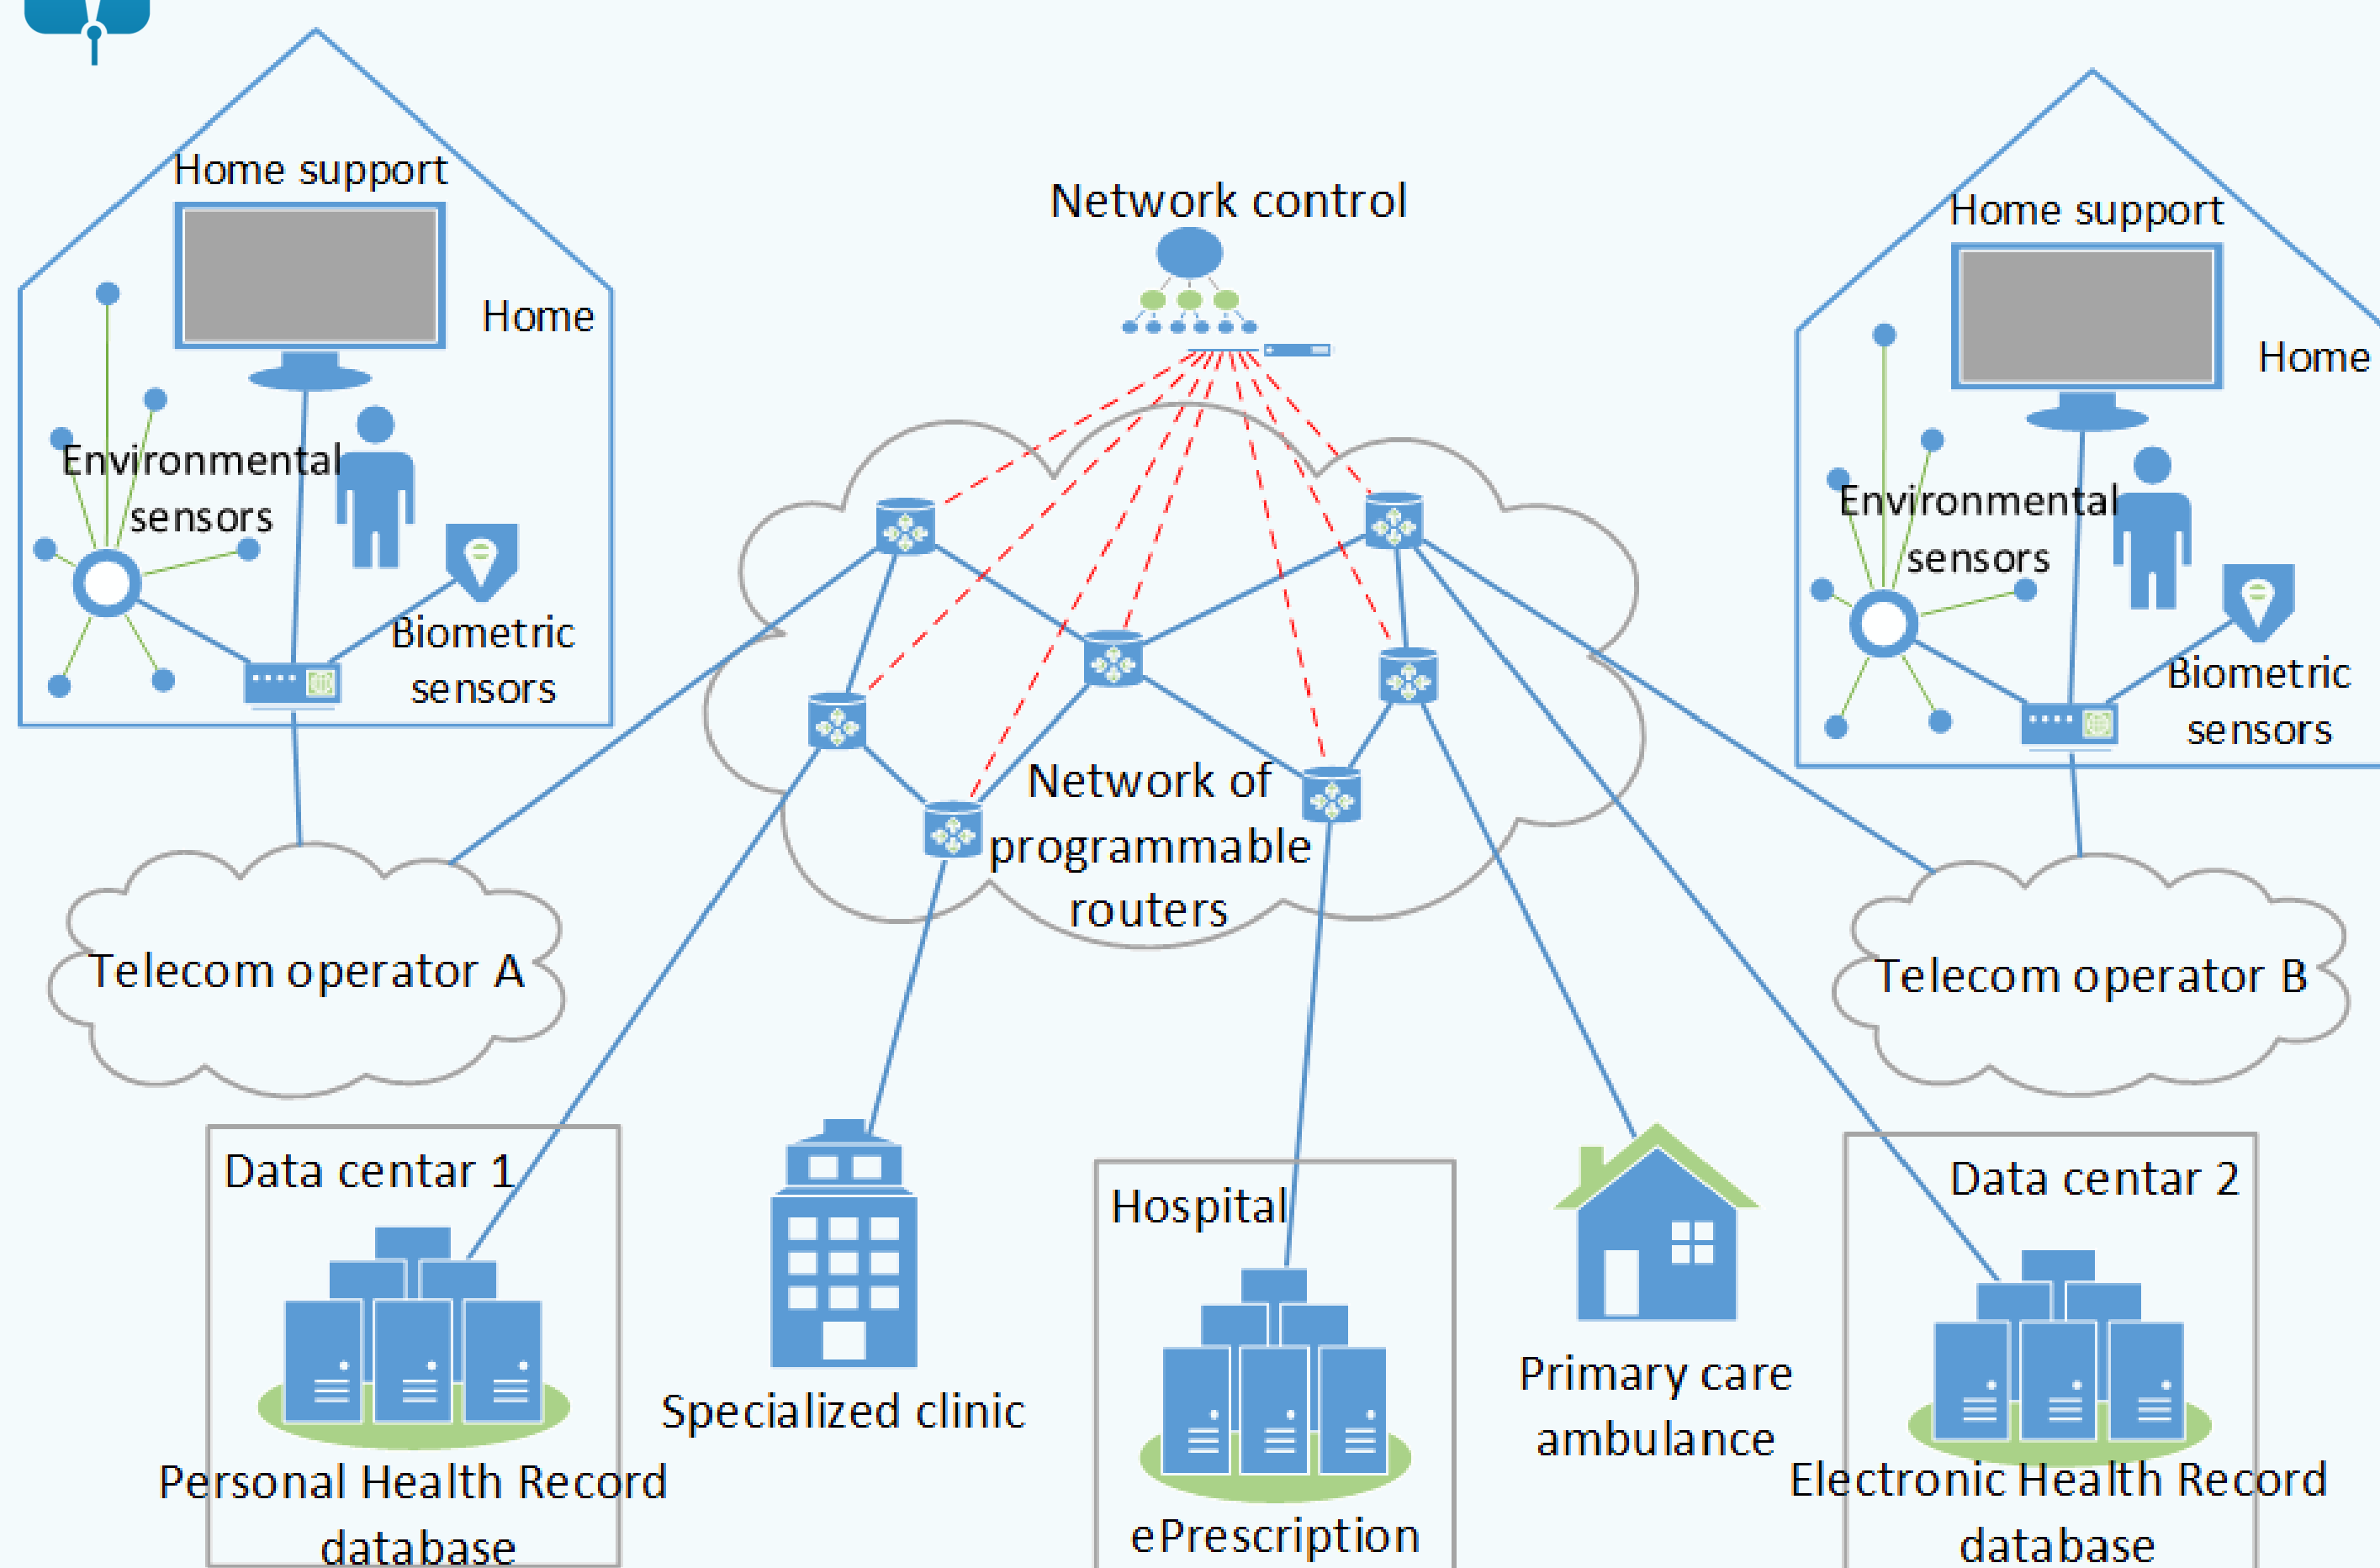 Home support
Home
Environmental
sensors
Biometric
sensors
Network control
Home support
Home
Environmental
sensors
Biometric
sensors
Network of
programmable
routers
Telecom operator A
Telecom operator B
Data centar 1
Personal Health Record
database
Specialized clinic
Hospital
ePrescription
Primary care
ambulance
Data centar 2
Electronic Health Record
database